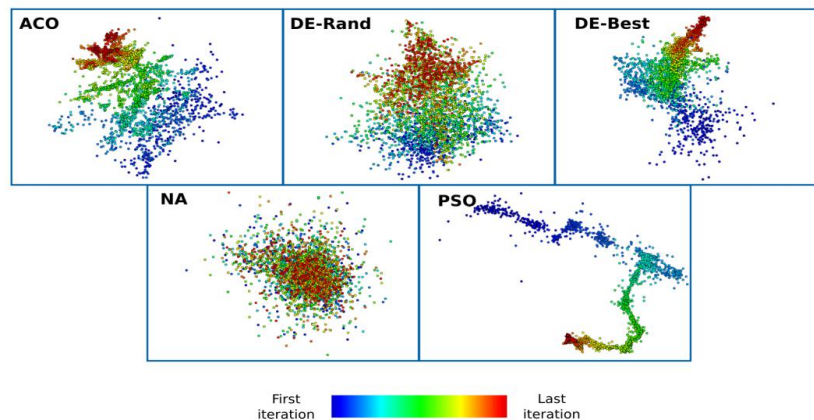 ACO
DE-Rand
DE-Best
NA
PSO
First
iteration
Last
iteration